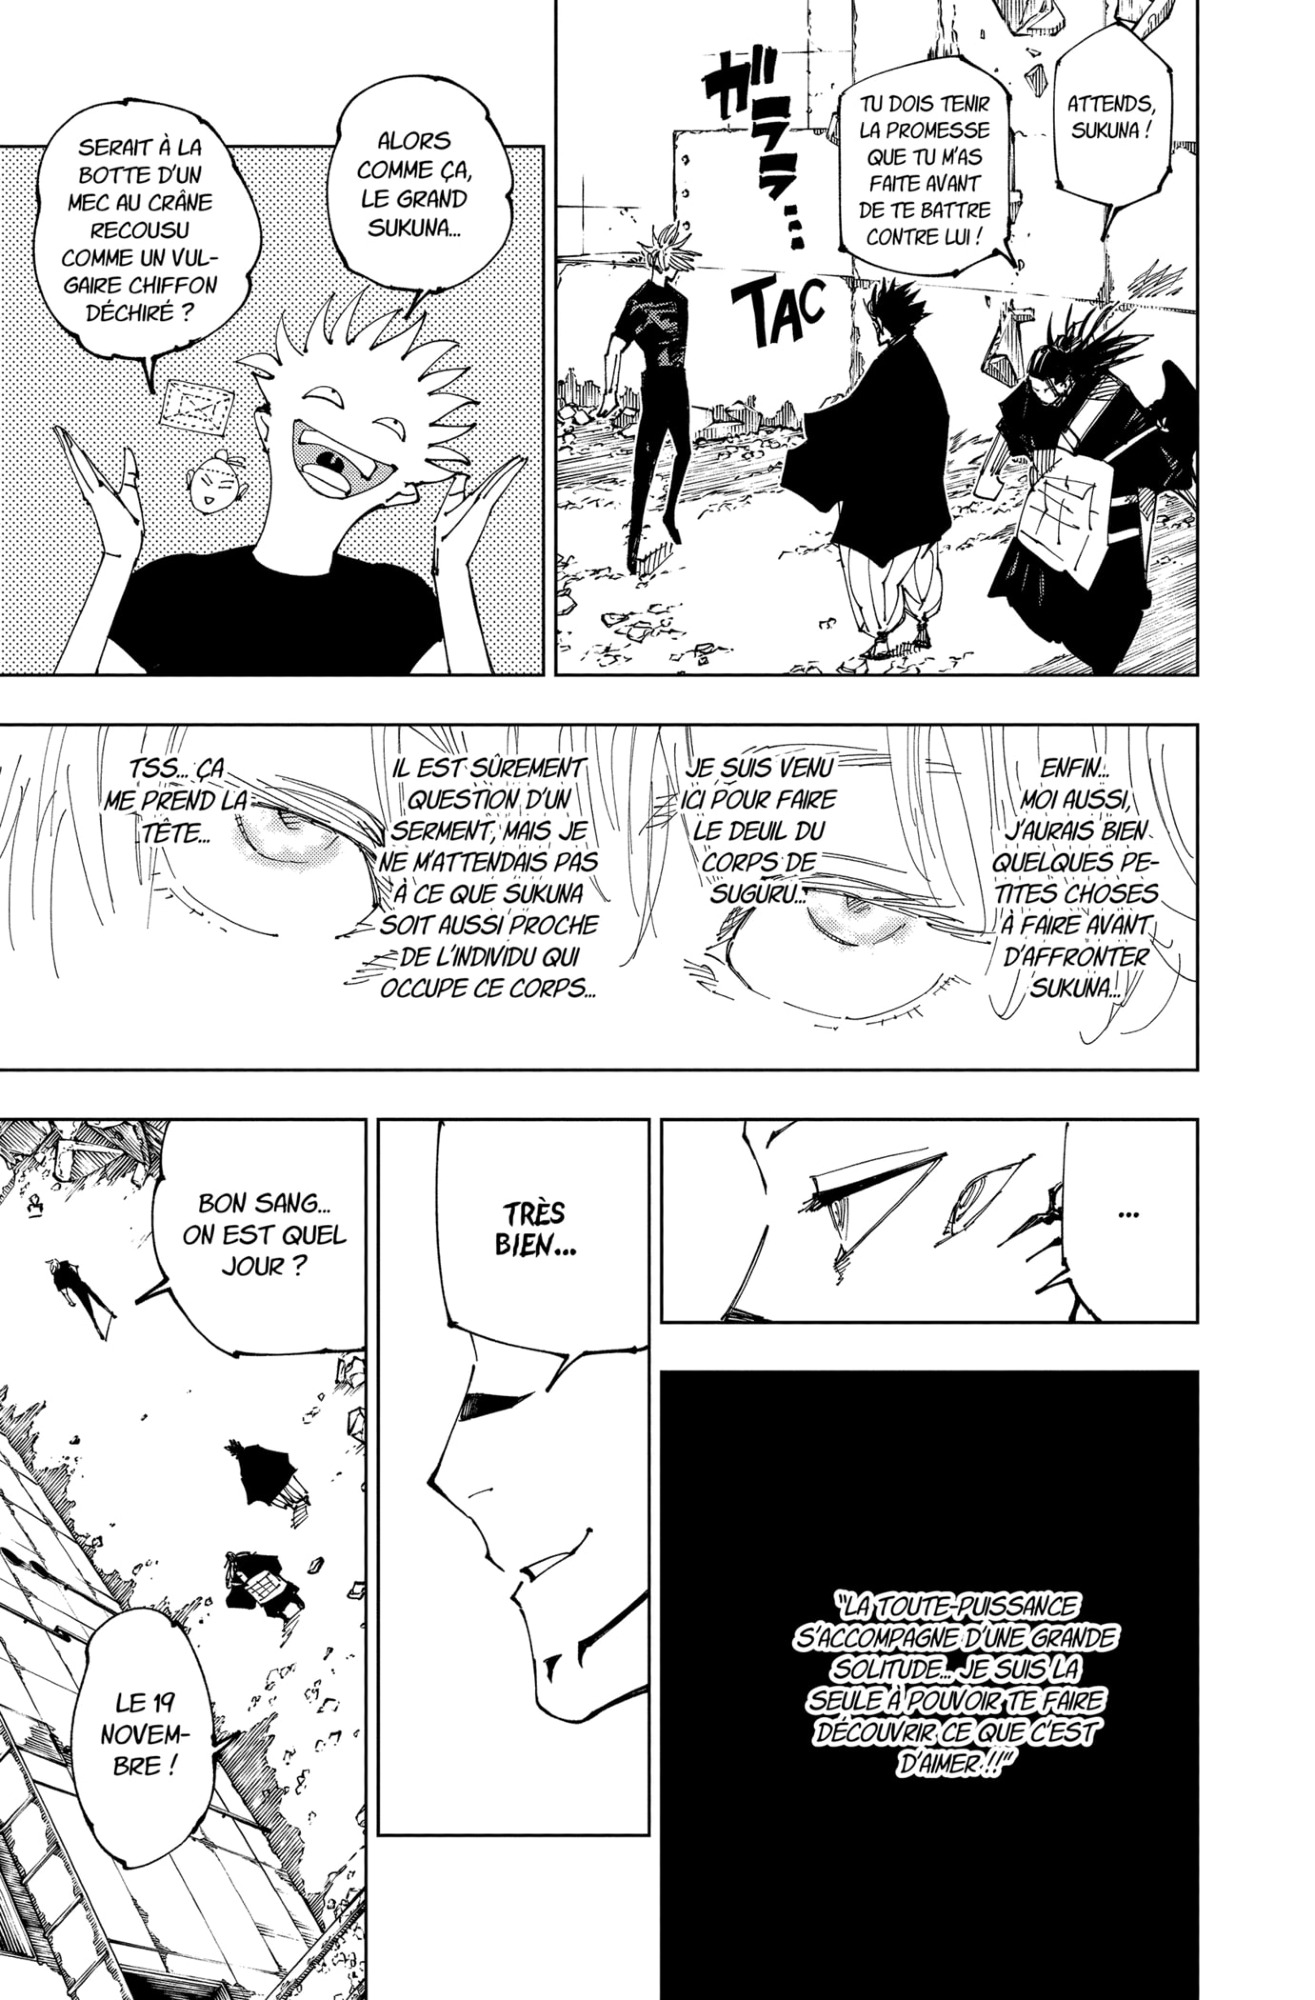 ATTENDS,
SUKUNA !
TU DOIS TENIR
LA PROMESSE
QUE TU M'AS
FAITE AVANT
DE TE BATTRE
CONTRE LUI !
ガララ…
TAC
ALORS
COMME ÇA,
LE GRAND
SUKUNA...
SERAIT À LA
BOTTE D'UN
MEC AU CRÂNE
RECOUSU
COMME UN VUL-
GAIRE CHIFFON
DÉCHIRÉ ?
ENFIN...
MOI AUSSI,
J'AURAIS BIEN
QUELQUES PE-
TITES CHOSES
À FAIRE AVANT
D'AFFRONTER
SUKUNA...
JE SUIS VENU
ICI POUR FAIRE
LE DEUIL DU
CORPS DE
SUGURU...
IL EST SÛREMENT
QUESTION D'UN
SERMENT, MAIS JE
NE M'ATTENDAIS PAS
À CE QUE SUKUNA
SOIT AUSSI PROCHE
DE L'INDIVIDU QUI
OCCUPE CE CORPS...
TSS... ÇA
ME PREND LA
TÊTE...
...
"LA TOUTE-PUISSANCE
S'ACCOMPAGNE D'UNE GRANDE
SOLITUDE... JE SUIS LA
SEULE À POUVOIR TE FAIRE
DÉCOUVRIR CE QUE C'EST
D'AIMER !!"
TRÈS
BIEN...
BON SANG...
ON EST QUEL
JOUR ?
LE 19
NOVEM-
BRE !